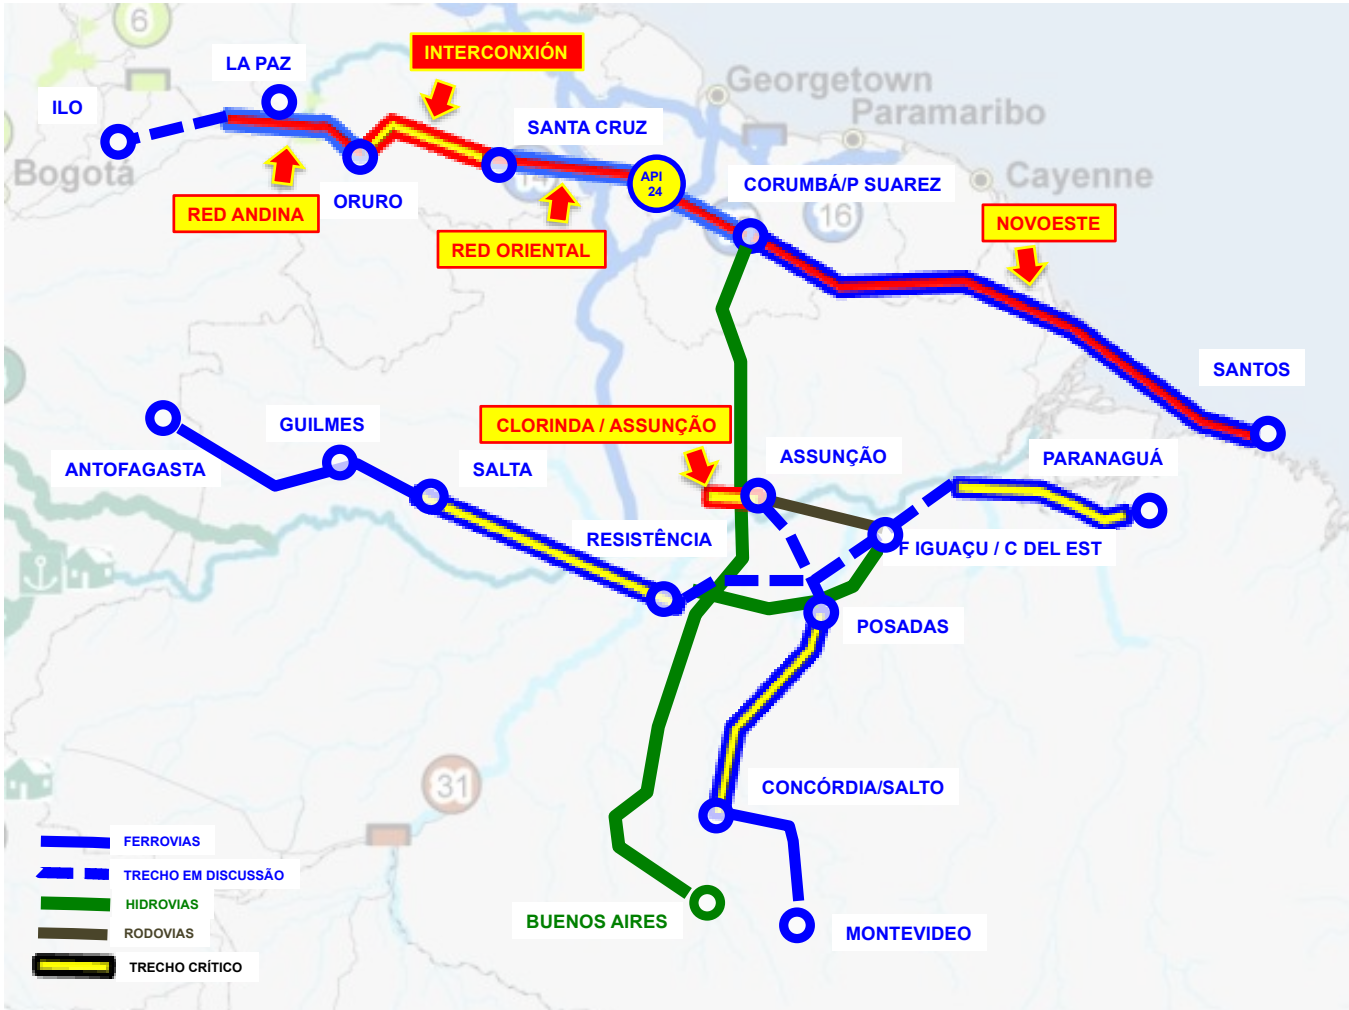 6
INTERCONXIÓN
LA PAZ
ILO
Georgetown
Paramaribo
SANTA CRUZ
Bogota
API
24
CORUMBÁ/P SUAREZ
Cayenne
14
ORURO
RED ANDINA
16
NOVOESTE
RED ORIENTAL
SANTOS
CLORINDA / ASSUNÇÃO
GUILMES
ANTOFAGASTA
SALTA
ASSUNÇÃO
PARANAGUÁ
RESISTÊNCIA
F IGUAÇU / C DEL EST
POSADAS
31
CONCÓRDIA/SALTO
FERROVIAS
TRECHO EM DISCUSSÃO
HIDROVIAS
BUENOS AIRES
RODOVIAS
MONTEVIDEO
TRECHO CRÍTICO